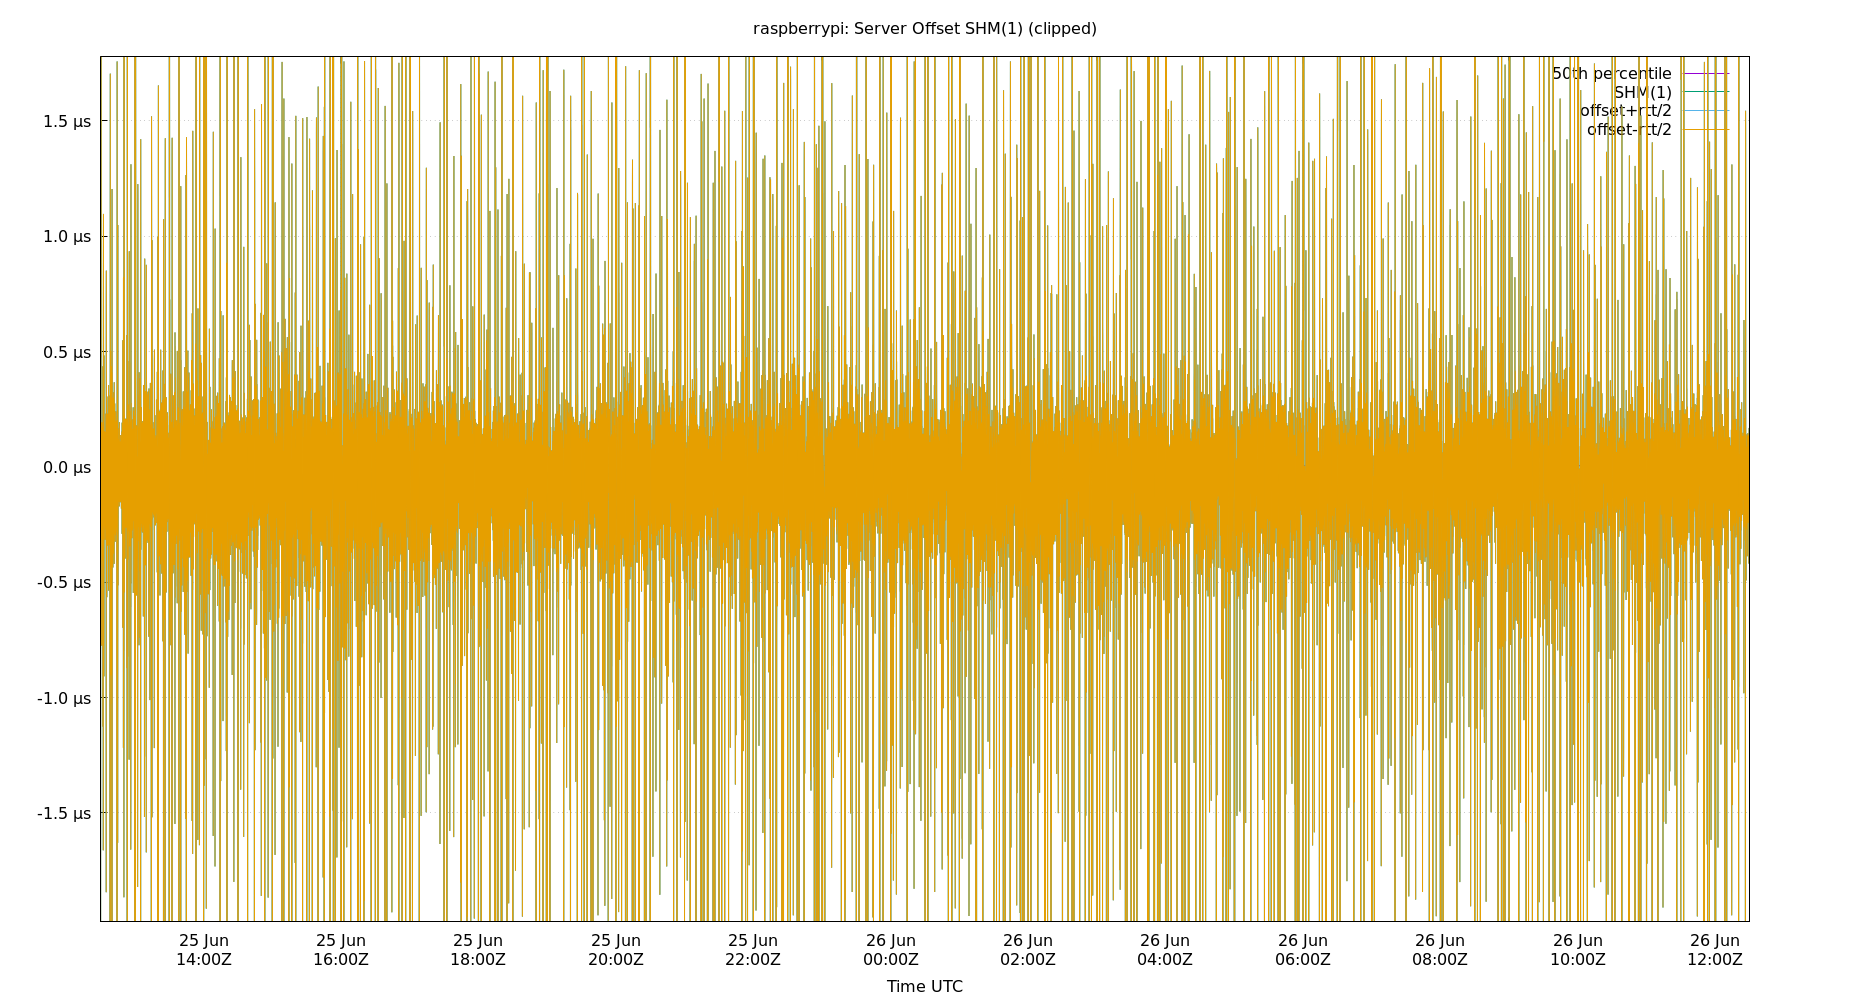 raspberrypi: Server Offset SHM(1) (clipped)
50th percentile
SHM(1)
offset+rtt/2
offset-rtt/2
1.5 µs
1.0 µs
0.5 µs
0.0 µs
-0.5 µs
-1.0 µs
-1.5 µs
25 Jun 25 Jun 25 Jun 25 Jun 25 Jun 26 Jun 26 Jun 26 Jun 26 Jun 26 Jun 26 Jun 26 Jun
14:00Z 16:00Z 18:00Z 20:00Z 22:00Z 00:00Z 02:00Z 04:00Z 06:00Z 08:00Z 10:00Z 12:00Z
Time UTC